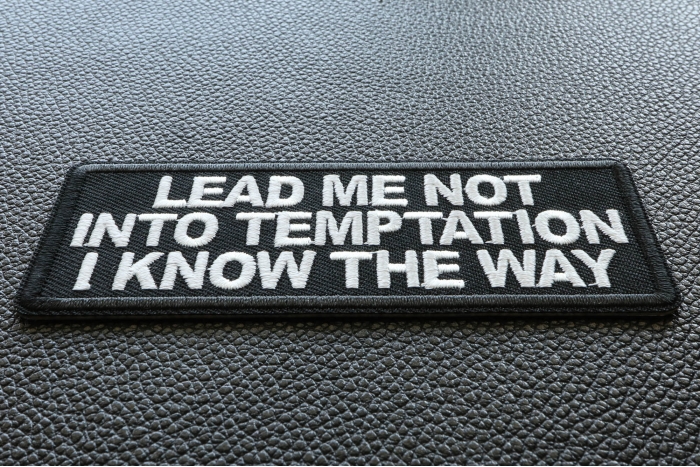 LEAD ME NOT
INTO TEMPTATION
I KNOW THE WAY